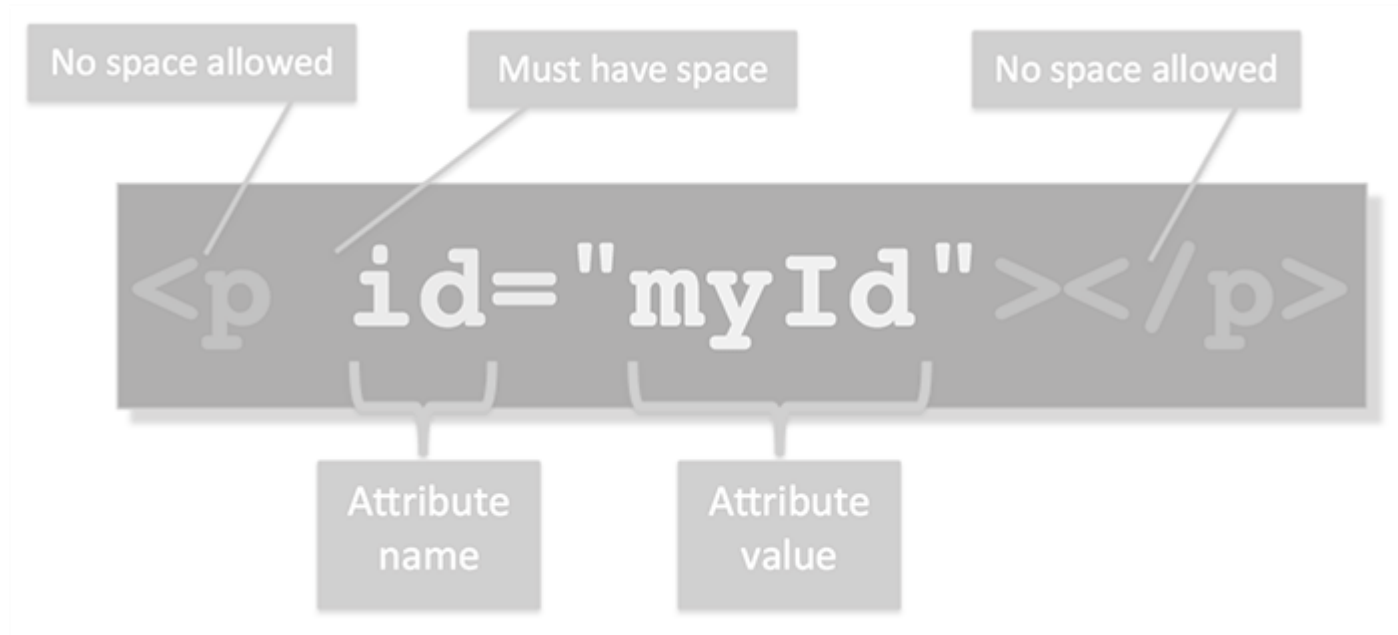 No space allowed
Must have space
No space allowed
<p id="myId"></p>
Attribute
name
Attribute
value